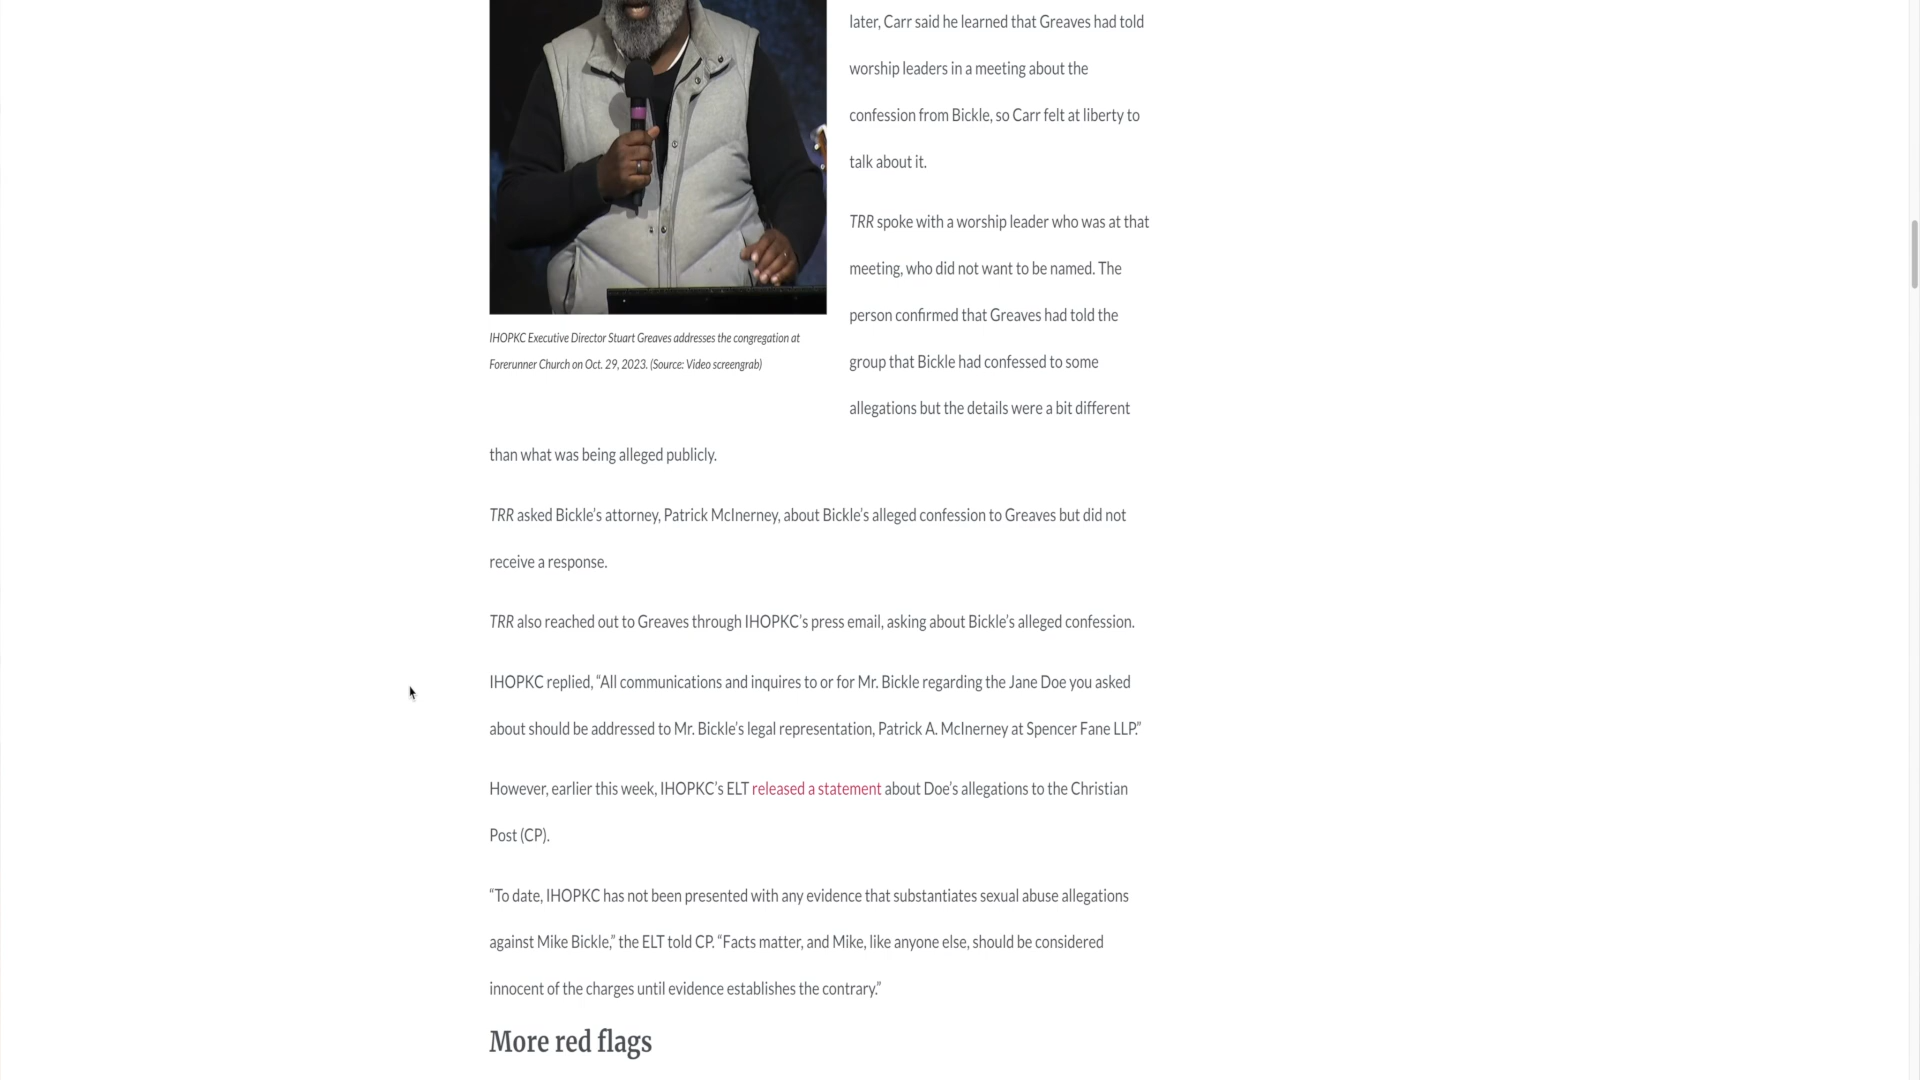 later, Carr said he learned that Greaves had told
worship leaders in a meeting about the
confession from Bickle, so Carr felt at liberty to
talk about it.
TRR spoke with a worship leader who was at that
meeting, who did not want to be named. The
person confirmed that Greaves had told the
group that Bickle had confessed to some
allegations but the details were a bit different
than what was being alleged publicly.
IHOPKC Executive Director Stuart Greaves addresses the congregation at
Forerunner Church on Oct. 29, 2023. (Source: Video screengrab)
TRR asked Bickle’s attorney, Patrick McInerney, about Bickle’s alleged confession to Greaves but did not
receive a response.
TRR also reached out to Greaves through IHOPKC’s press email, asking about Bickle’s alleged confession.
IHOPKC replied, “All communications and inquires to or for Mr. Bickle regarding the Jane Doe you asked
about should be addressed to Mr. Bickle’s legal representation, Patrick A. McInerney at Spencer Fane LLP.”
However, earlier this week, IHOPKC’s ELT released a statement about Doe’s allegations to the Christian
Post (CP).
“To date, IHOPKC has not been presented with any evidence that substantiates sexual abuse allegations
against Mike Bickle,” the ELT told CP. “Facts matter, and Mike, like anyone else, should be considered
innocent of the charges until evidence establishes the contrary.”
More red flags